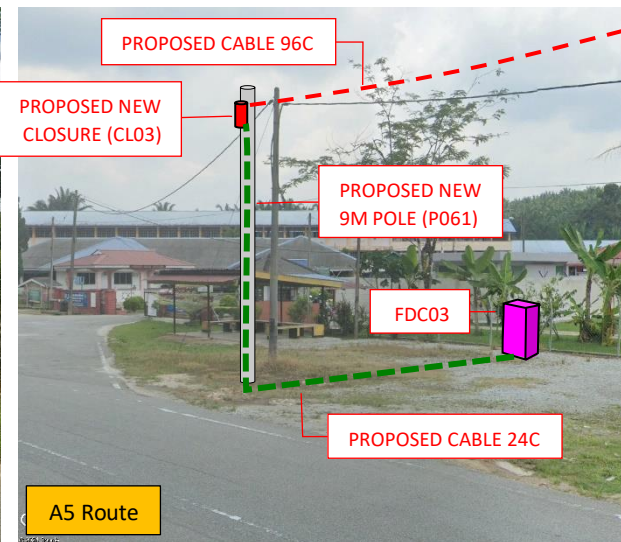 PROPOSED CABLE 96C
PROPOSED NEW
CLOSURE (CL03)
PROPOSED NEW
9M POLE (P061)
FDC03
PROPOSED CABLE 24C
A5 Route